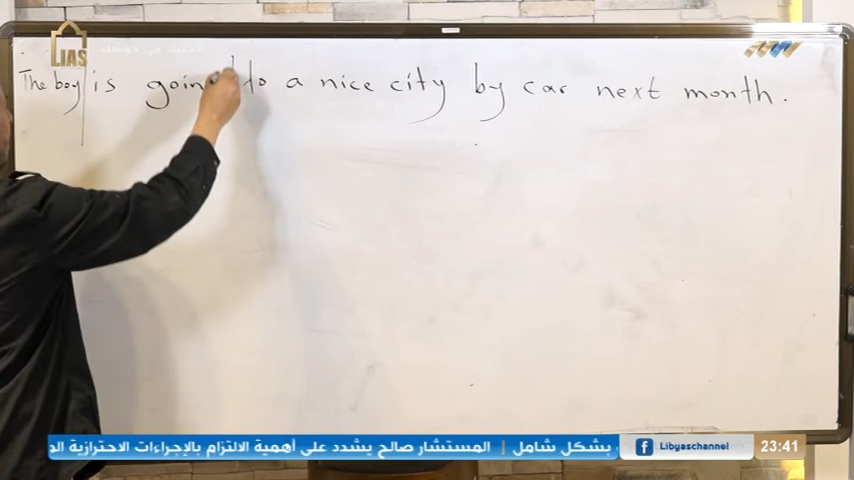 LIAS
The boy is going to a nice city by car next month.
بشكل شامل | المستشار صالح يشدد على أهمية الالتزام بالإجراءات الاحترازية
Libyaschannel
23:41